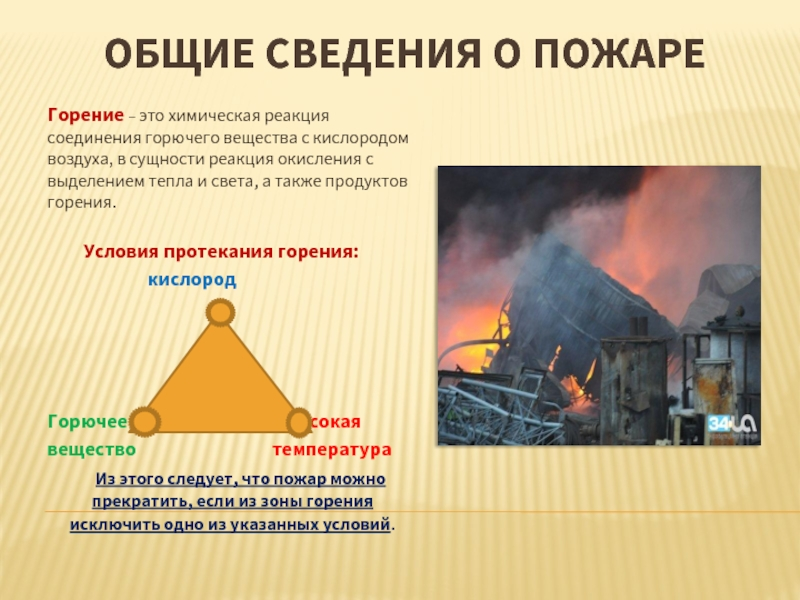 ОБЩИЕ СВЕДЕНИЯ О ПОЖАРЕ
Горение – это химическая реакция
соединения горючего вещества с кислородом
воздуха, в сущности реакция окисления с
выделением тепла и света, а также продуктов
горения.
Условия протекания горения:
кислород
Горючее сокая
вещество температура
Из этого следует, что пожар можно
прекратить, если из зоны горения
исключить одно из указанных условий.
34 UA